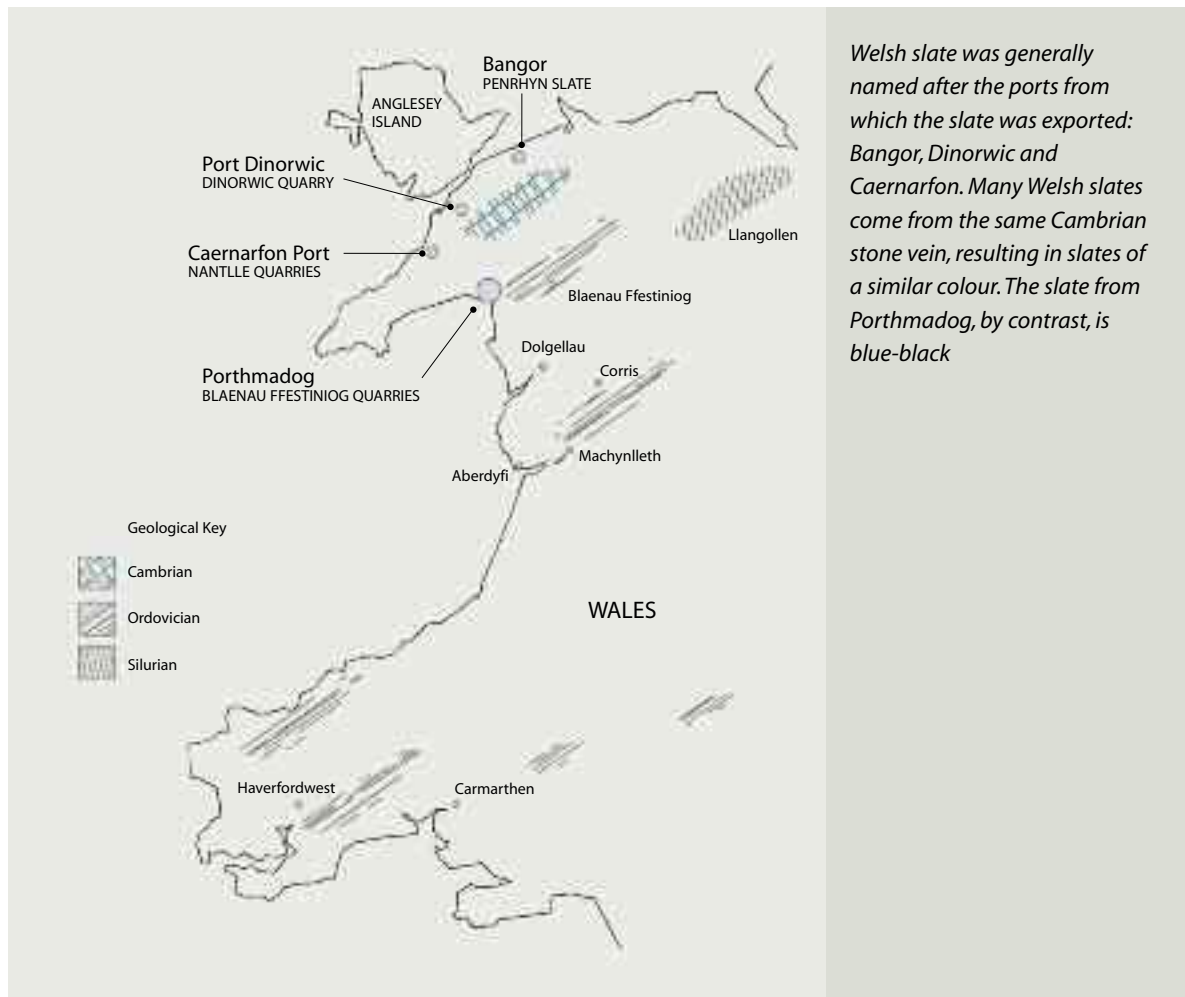 Bangor
PENRHYN SLATE
ANGLESEY
ISLAND
Port Dinorwic
DINORWIC QUARRY
Llangollen
Caernarfon Port
NANTLLE QUARRIES
Blaenau Ffestiniog
Dolgellau
Corris
Porthmadog
BLAENAU FFESTINIOG QUARRIES
Machynlleth
Aberdyfi
Geological Key
Cambrian
Ordovician
Silurian
WALES
Haverfordwest
Carmarthen
Welsh slate was generally
named after the ports from
which the slate was exported:
Bangor, Dinorwic and
Caernarfon. Many Welsh slates
come from the same Cambrian
stone vein, resulting in slates of
a similar colour. The slate from
Porthmadog, by contrast, is
blue-black